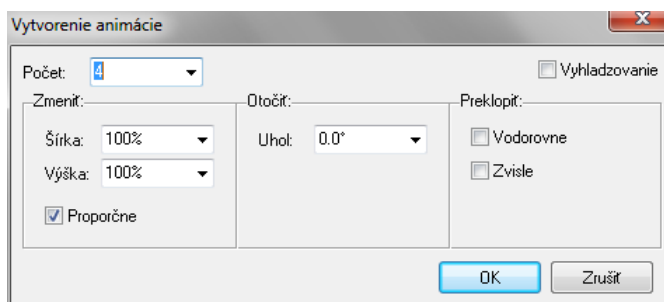 Vytvorenie animácie
Počet: 4
Vyhladzovanie
Zmeniť:
Šírka: 100%
Výška: 100%
Proporčne
Otočiť:
Uhol: 0.0°
Preklopiť:
Vodorovne
Zvisle
OK
Zrušiť